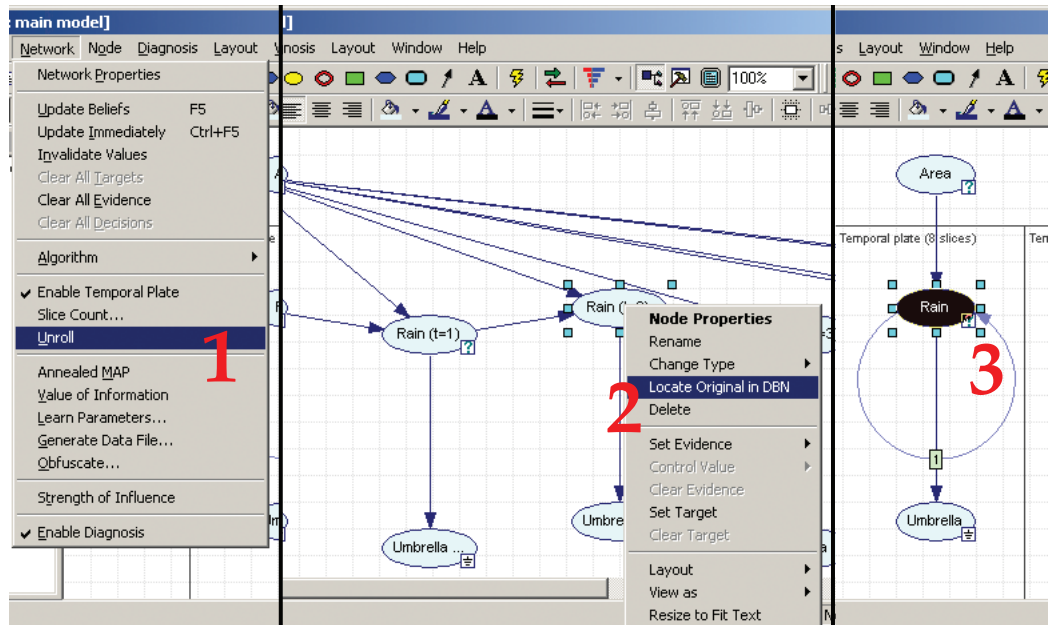 main model]
Network Node Diagnosis Layout
Network Properties
Update Beliefs F5
Update Immediately Ctrl+F5
Invalidate Values
Clear All Targets
Clear All Evidence
Clear All Decisions
Algorithm
Enable Temporal Plate
Slice Count...
Unroll
Annealed MAP
Value of Information
Learn Parameters...
Generate Data File...
Obfuscate...
Strength of Influence
Enable Diagnosis
1
Layout Window Help
100%
A
Rain (t=1)
Umbrella ...
Node Properties
Rename
Change Type
Locate Original in DBN
Delete
Set Evidence
Control Value
Clear Evidence
Set Target
Clear Target
Layout
View as
Resize to Fit Text
2
Layout Window Help
A
Area
Temporal plate (8 slices)
Rain
1
Umbrella
3